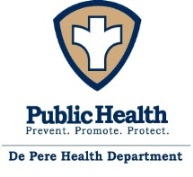 PublicHealth
Prevent. Promote. Protect.
De Pere Health Department